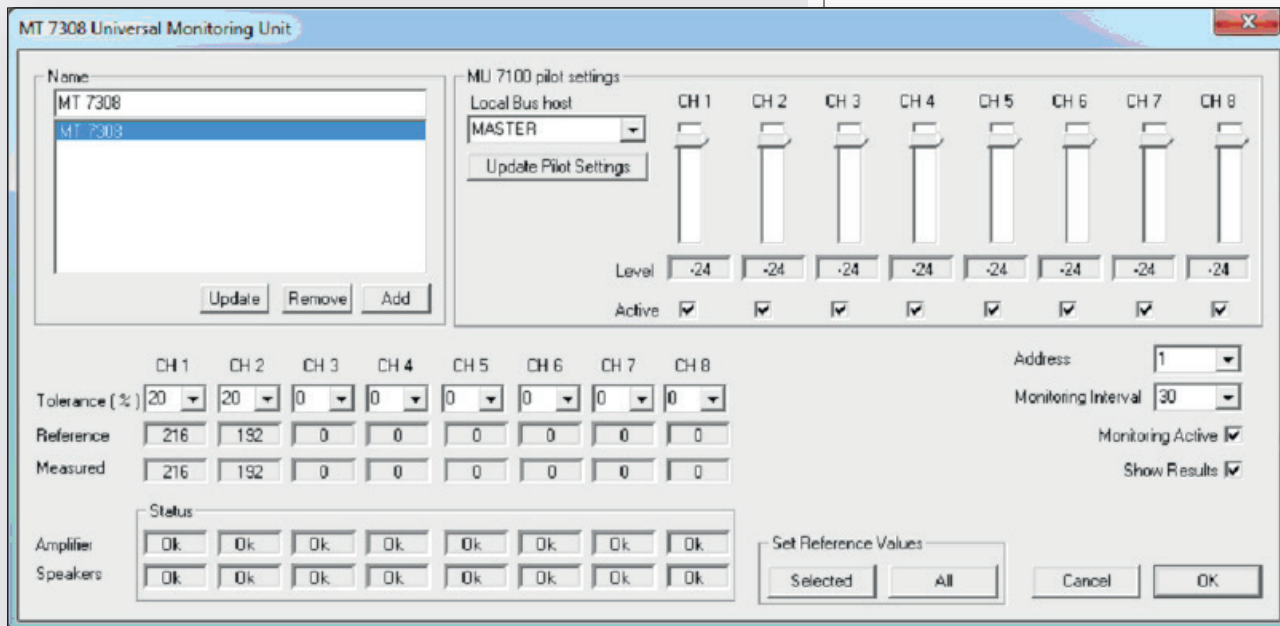 MT 7308 Universal Monitoring Unit
Name
MT 7308
MT 7308
Update Remove Add
MU 7100 pilot settings
Local Bus host
MASTER
Update Pilot Settings
CH 1 CH 2 CH 3 CH 4 CH 5 CH 6 CH 7 CH 8
Level -24 -24 -24 -24 -24 -24 -24 -24
Active
CH 1 CH 2 CH 3 CH 4 CH 5 CH 6 CH 7 CH 8
Tolerance ( % ) 20 20 0 0 0 0 0 0
Reference 216 192 0 0 0 0 0 0
Measured 216 192 0 0 0 0 0 0
Status
Amplifier Ok Ok Ok Ok Ok Ok Ok Ok
Speakers Ok Ok Ok Ok Ok Ok Ok Ok
Address 1
Monitoring Interval 30
Monitoring Active
Show Results
Set Reference Values
Selected All
Cancel OK